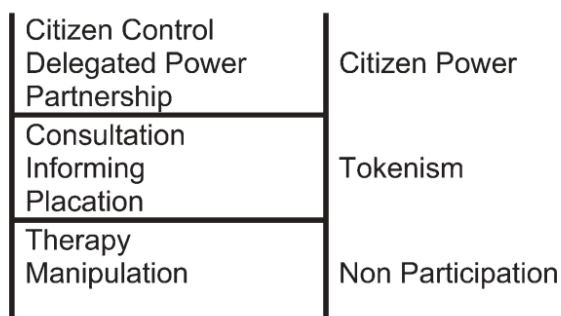 Citizen Control
Delegated Power
Partnership
Citizen Power
Consultation
Informing
Placation
Tokenism
Therapy
Manipulation
Non Participation